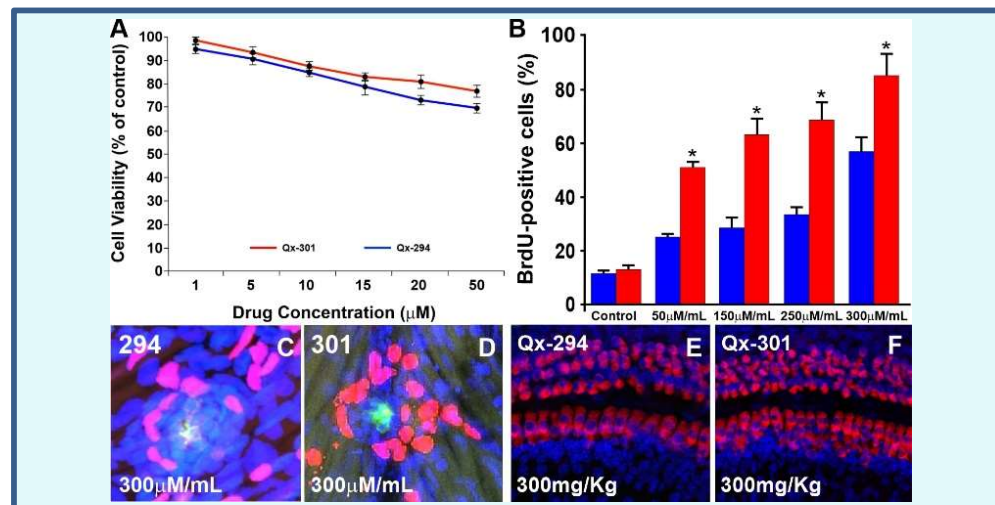 A
Cell Viability (% of control)
100
90
80
70
60
50
40
30
20
10
0
Qx-301 Qx-294
1 5 10 15 20 50
Drug Concentration (μM)
B
BrdU-positive cells (%)
100
80
60
40
20
0
* * * *
Control 50μM/mL 150μM/mL 250μM/mL 300μM/mL
294 C
300μM/mL
301 D
300μM/mL
Qx-294 E
300mg/Kg
Qx-301 F
300mg/Kg